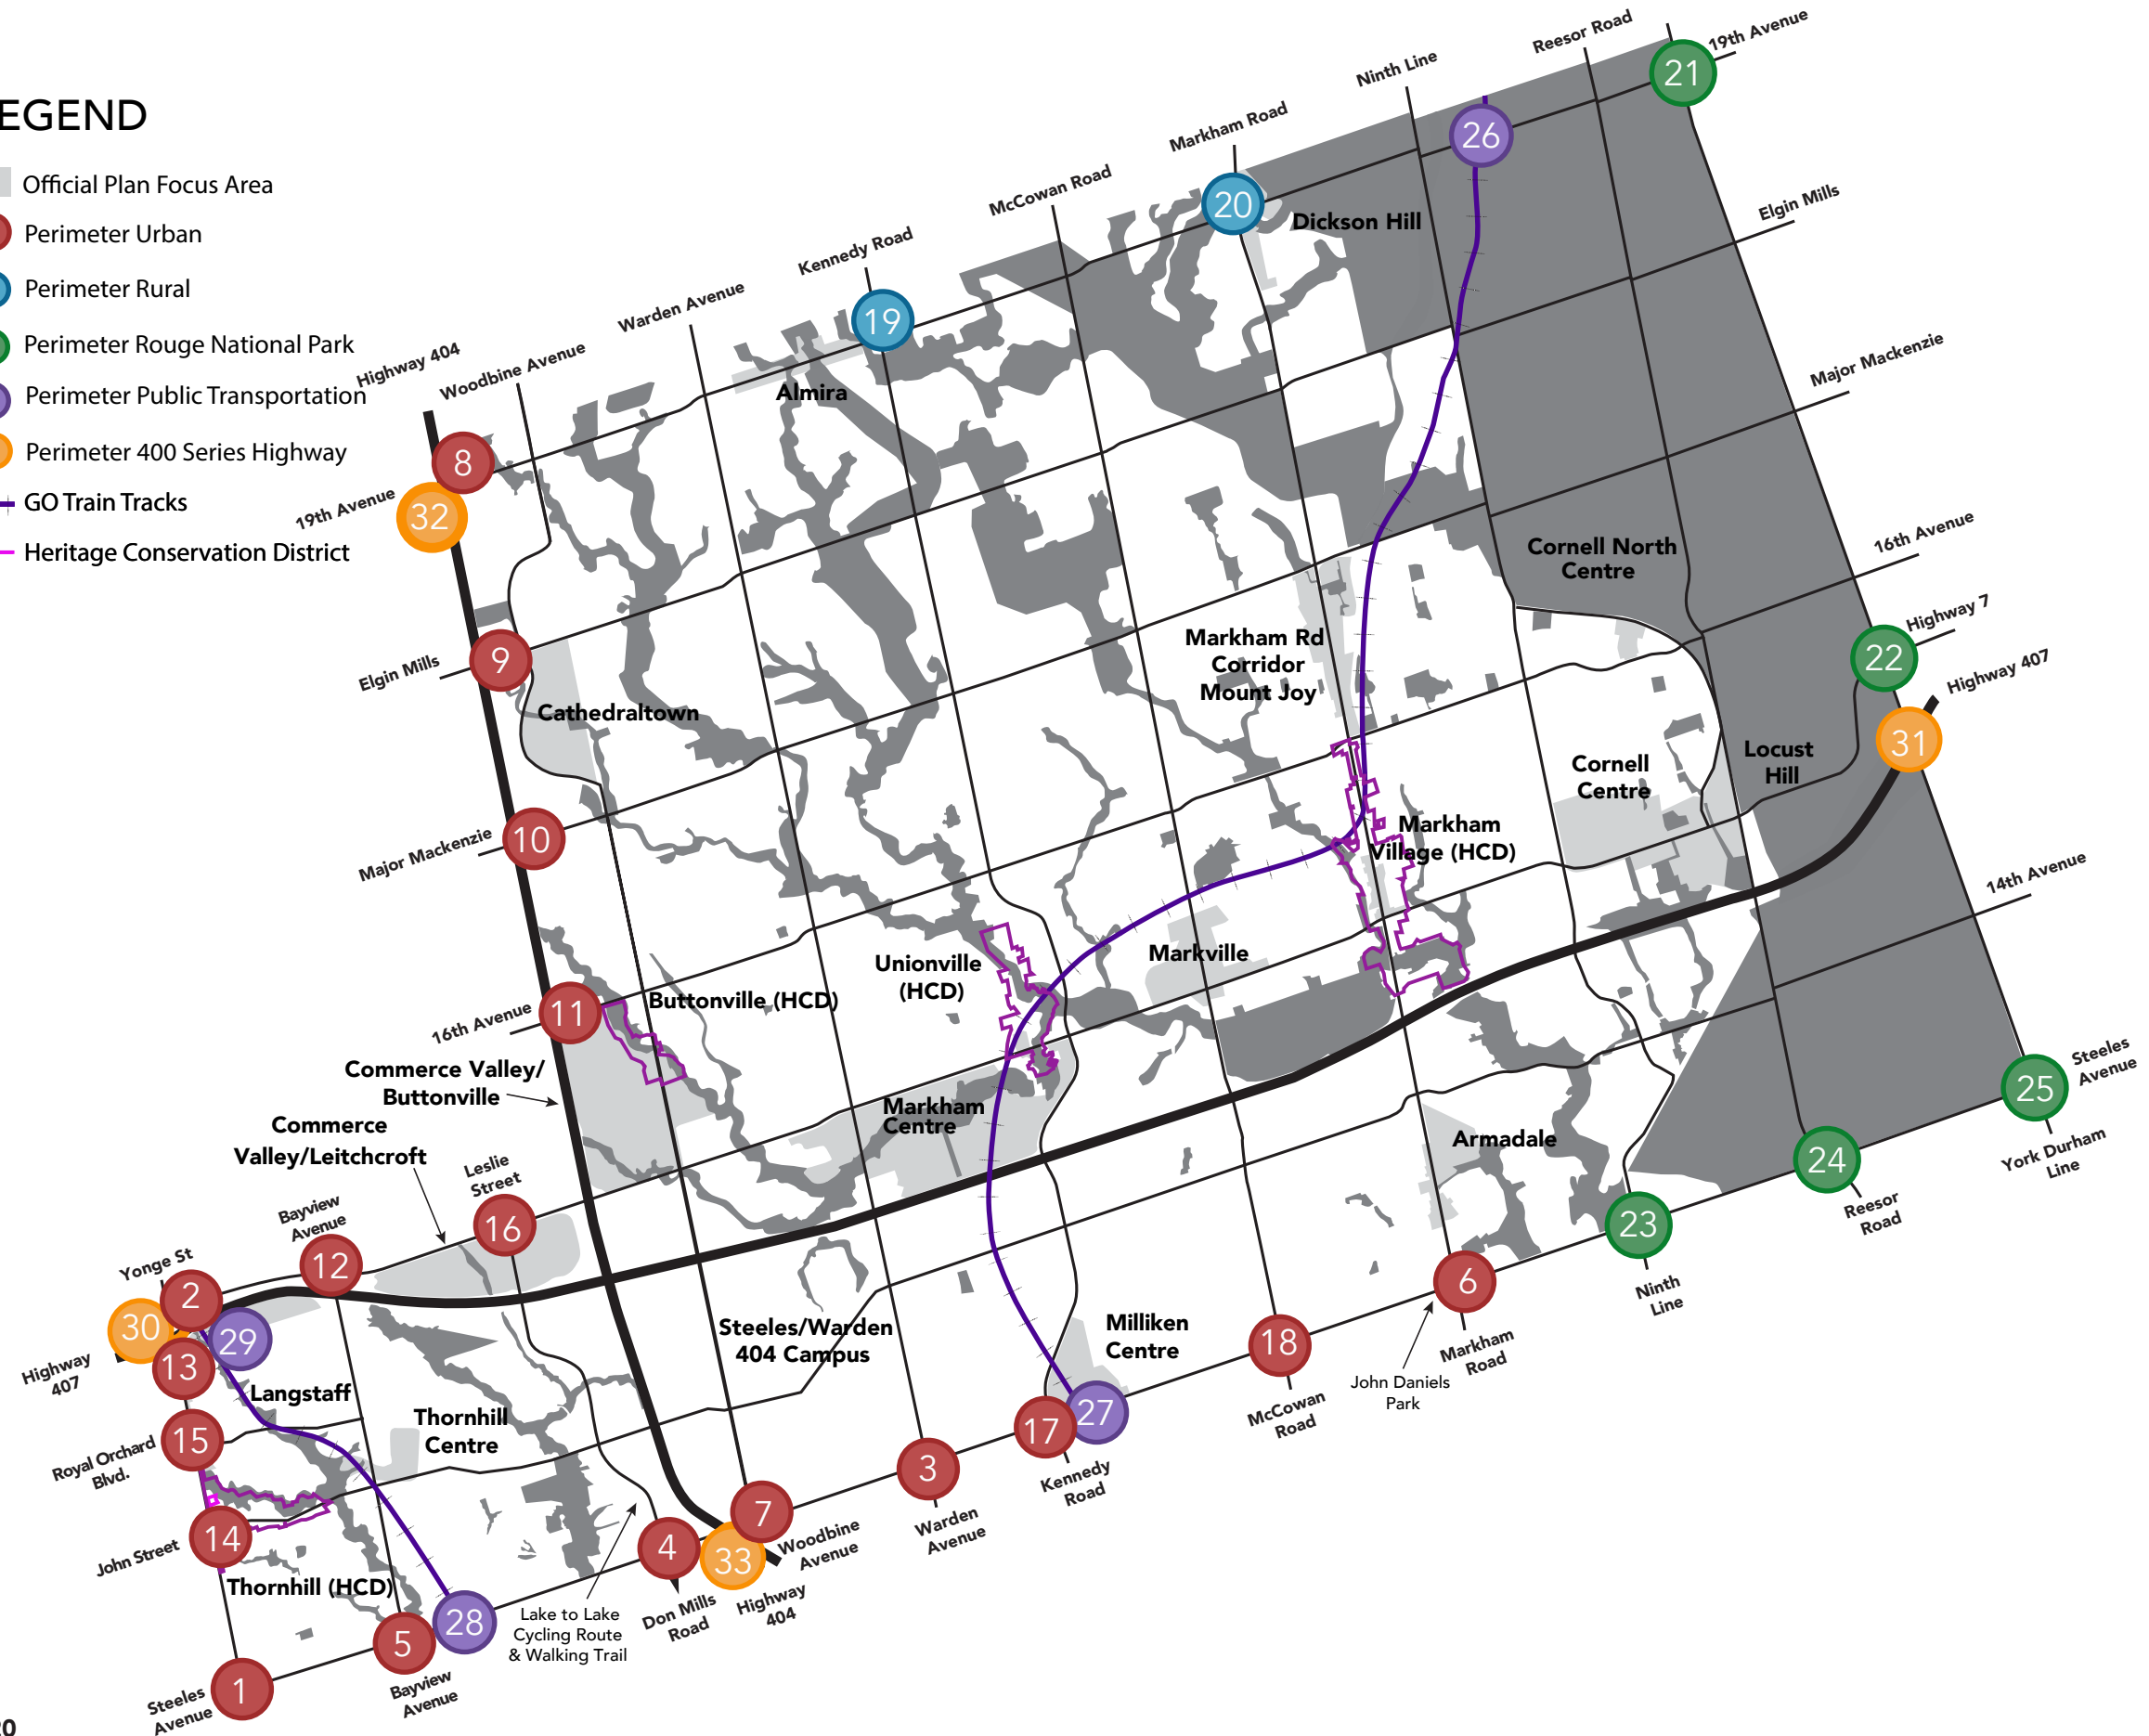 EGEND
Official Plan Focus Area
Perimeter Urban
Perimeter Rural
Perimeter Rouge National Park
Perimeter Public Transportation
Perimeter 400 Series Highway
GO Train Tracks
Heritage Conservation District
Highway 404
Woodbine Avenue
Warden Avenue
Kennedy Road
McCowan Road
Markham Road
Ninth Line
Reesor Road
19th Avenue
21
26
20
19
8
32
19th Avenue
Dickson Hill
Almira
Elgin Mills
Major Mackenzie
16th Avenue
Highway 7
22
Highway 407
31
Cornell North
Centre
Markham Rd
Corridor
Mount Joy
9
Elgin Mills
Cathedraltown
Cornell
Centre
Locust
Hill
10
Major Mackenzie
Markham
Village (HCD)
14th Avenue
Markville
Unionville
(HCD)
Buttonville (HCD)
11
16th Avenue
Commerce Valley/
Buttonville
Commerce
Valley/Leitchcroft
Markham
Centre
Armadale
Steeles
Avenue
25
York Durham
Line
24
Reesor
Road
23
Ninth
Line
Leslie
Street
16
Bayview
Avenue
12
Yonge St
2
30
29
13
Highway
407
Langstaff
Steeles/Warden
404 Campus
Milliken
Centre
18
6
McCowan
Road
John Daniels
Park
Markham
Road
15
Royal Orchard
Blvd.
Thornhill
Centre
17
27
Kennedy
Road
3
Warden
Avenue
7
Woodbine
Avenue
4
33
Don Mills
Road
Highway
404
14
John Street
Thornhill (HCD)
Lake to Lake
Cycling Route
& Walking Trail
28
5
Bayview
Avenue
1
Steeles
Avenue
20